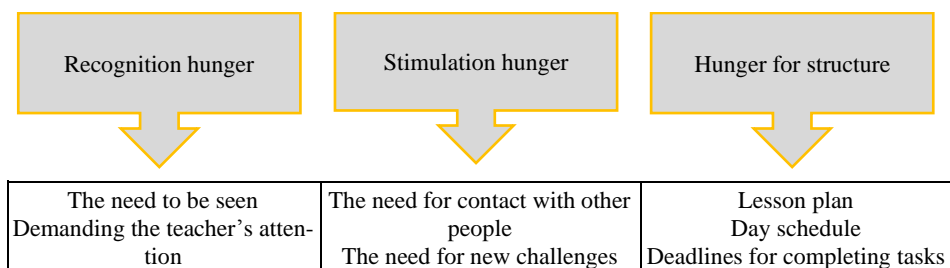 Recognition hunger
Stimulation hunger
Hunger for structure
The need to be seen
Demanding the teacher's atten-
tion
The need for contact with other
people
The need for new challenges
Lesson plan
Day schedule
Deadlines for completing tasks